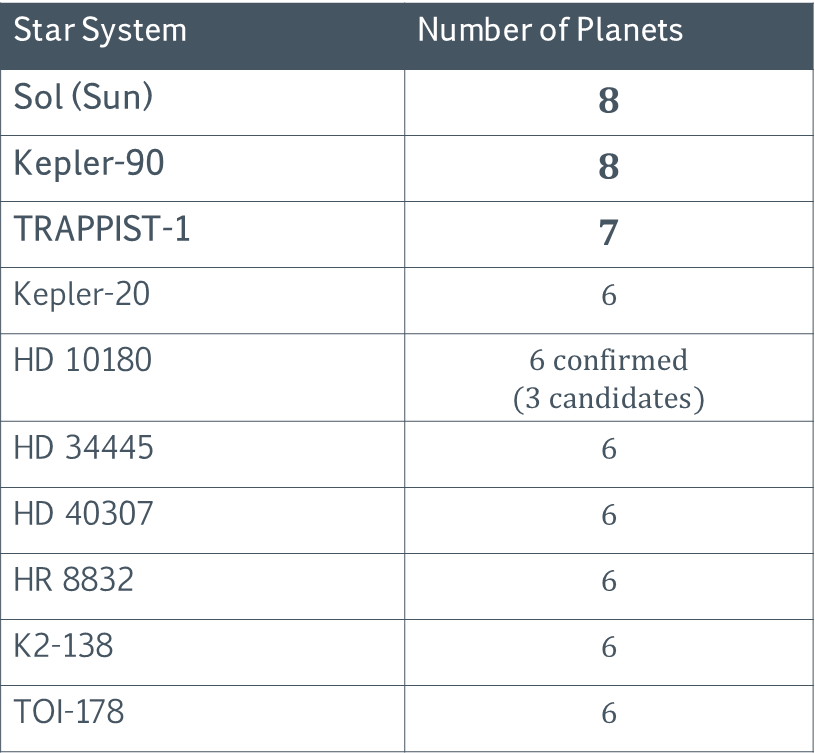 Star System Number of Planets
Sol (Sun) 8
Kepler-90 8
TRAPPIST-1 7
Kepler-20 6
HD 10180 6 confirmed
(3 candidates)
HD 34445 6
HD 40307 6
HR 8832 6
K2-138 6
TOI-178 6